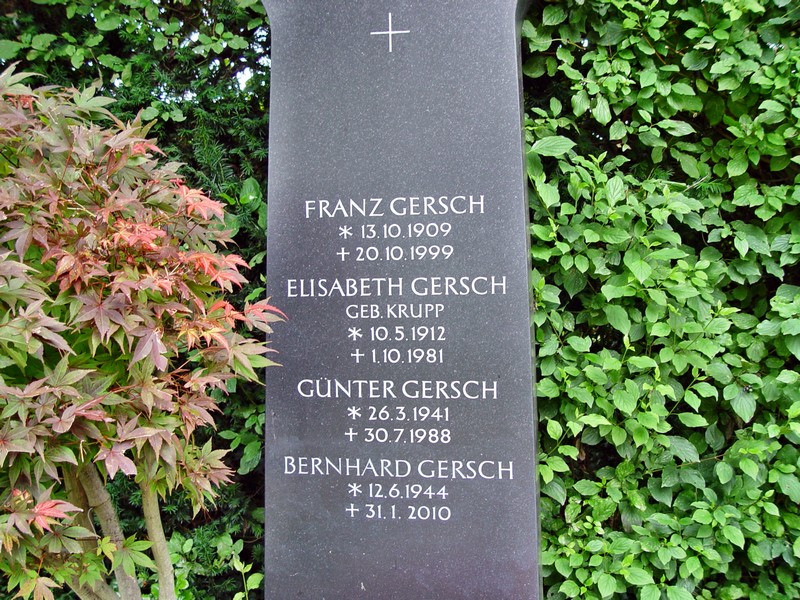 FRANZ GERSCH
* 13.10.1909
+ 20.10.1999
ELISABETH GERSCH
GEB. KRUPP
* 10.5.1912
+ 1.10.1981
GÜNTER GERSCH
* 26.3.1941
+ 30.7.1988
BERNHARD GERSCH
* 12.6.1944
+ 31.1.2010